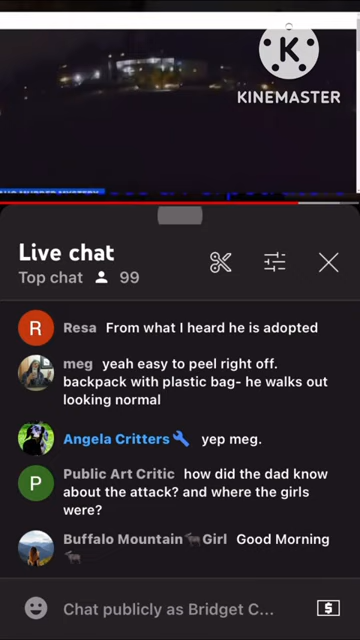 K
KINEMASTER
Live chat
Top chat 99
R Resa From what I heard he is adopted
meg yeah easy to peel right off.
backpack with plastic bag- he walks out
looking normal
Angela Critters yep meg.
P Public Art Critic how did the dad know
about the attack? and where the girls
were?
Buffalo Mountain🐃Girl Good Morning
🐃
Chat publicly as Bridget C... $